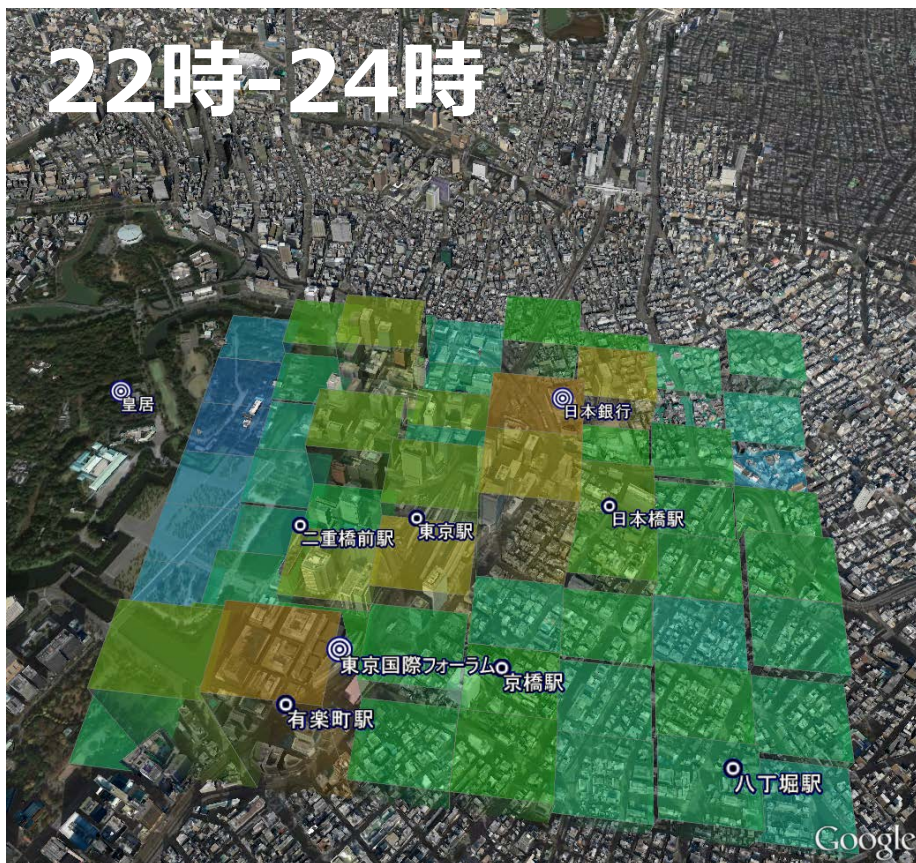 22時-24時
皇居
日本銀行
日本橋駅
東京駅
二重橋前駅
東京国際フォーラム
京橋駅
有楽町駅
八丁堀駅
Google